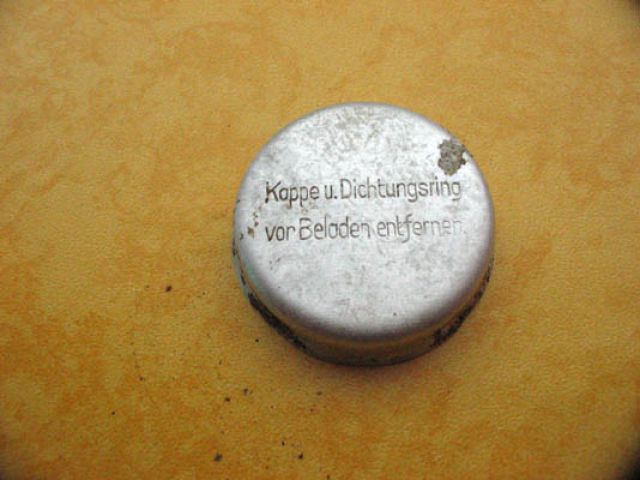 Kappe u. Dichtungsring
vor Beladen entfernen.